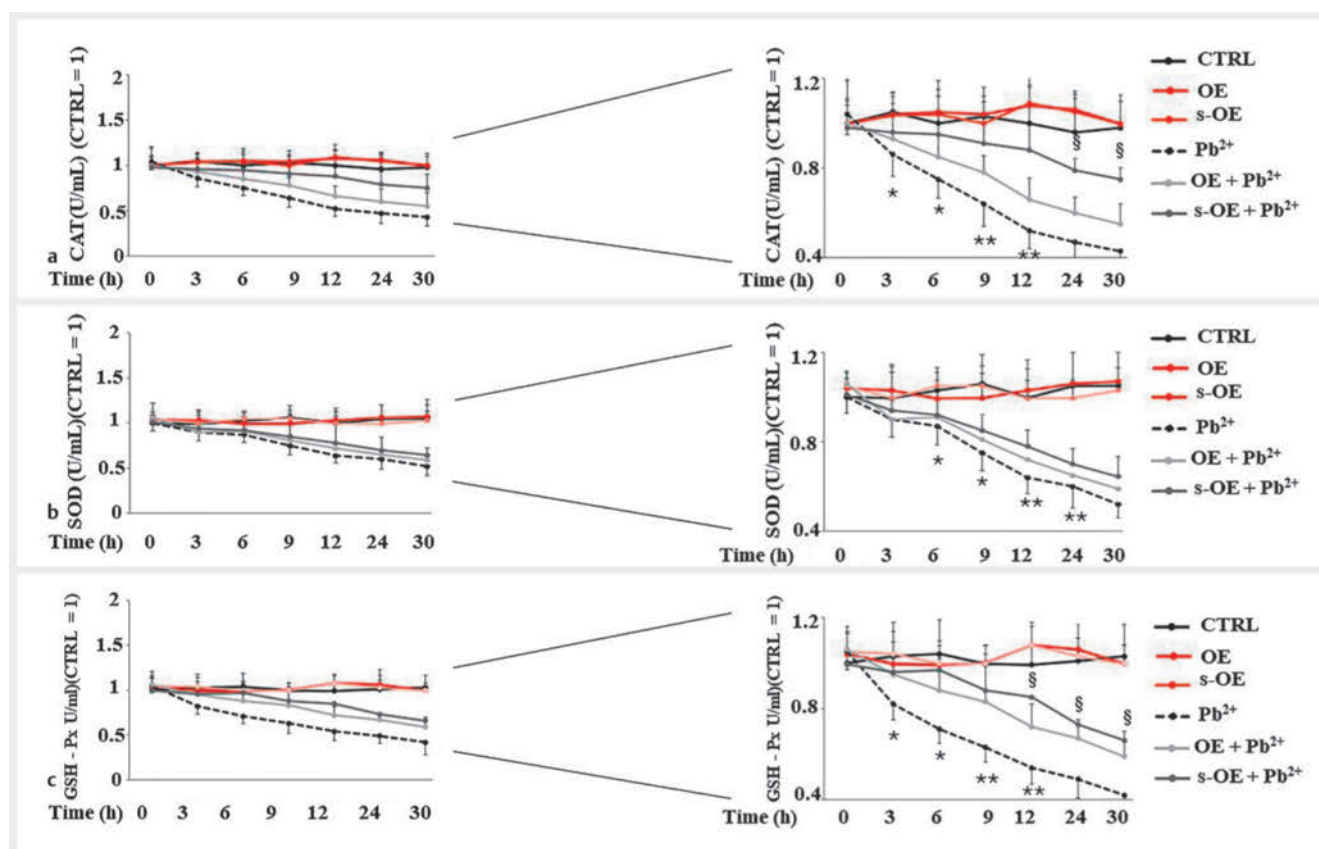 CAT(U/mL) (CTRL = 1)
2
1.5
1
0.5
0
a
Time (h) 0 3 6 9 12 24 30
CAT (U/mL) (CTRL = 1)
1.2
0.8
0.4
§ §
* * ** **
Time (h) 0 3 6 9 12 24 30
CTRL
OE
s-OE
Pb²⁺
OE + Pb²⁺
s-OE + Pb²⁺
SOD (U/mL)(CTRL = 1)
2
1.5
1
0.5
0
b
Time (h) 0 3 6 9 12 24 30
SOD (U/mL)(CTRL = 1)
1.2
0.8
0.4
* * ** **
Time (h) 0 3 6 9 12 24 30
CTRL
OE
s-OE
Pb²⁺
OE + Pb²⁺
s-OE + Pb²⁺
GSH - Px U/ml)(CTRL = 1)
2
1.5
1
0.5
0
c
Time (h) 0 3 6 9 12 24 30
GSH - Px U/ml)(CTRL = 1)
1.2
0.8
0.4
§ § §
* * ** **
Time (h) 0 3 6 9 12 24 30
CTRL
OE
s-OE
Pb²⁺
OE + Pb²⁺
s-OE + Pb²⁺